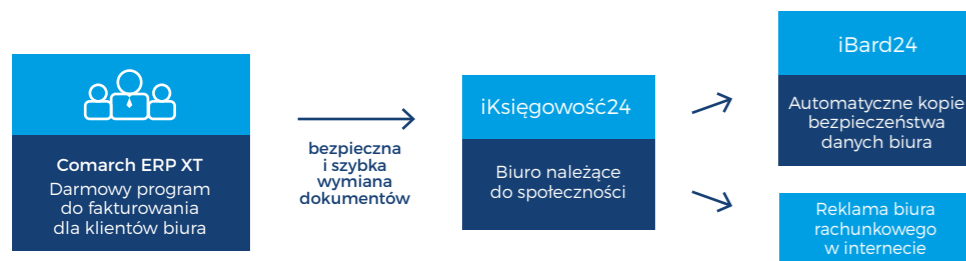 Comarch ERP XT
Darmowy program
do fakturowania
dla klientów biura
bezpieczna
i szybka
wymiana
dokumentów
iKsięgowość24
Biuro należące
do społeczności
iBard24
Automatyczne kopie
bezpieczeństwa
danych biura
Reklama biura
rachunkowego
w internecie